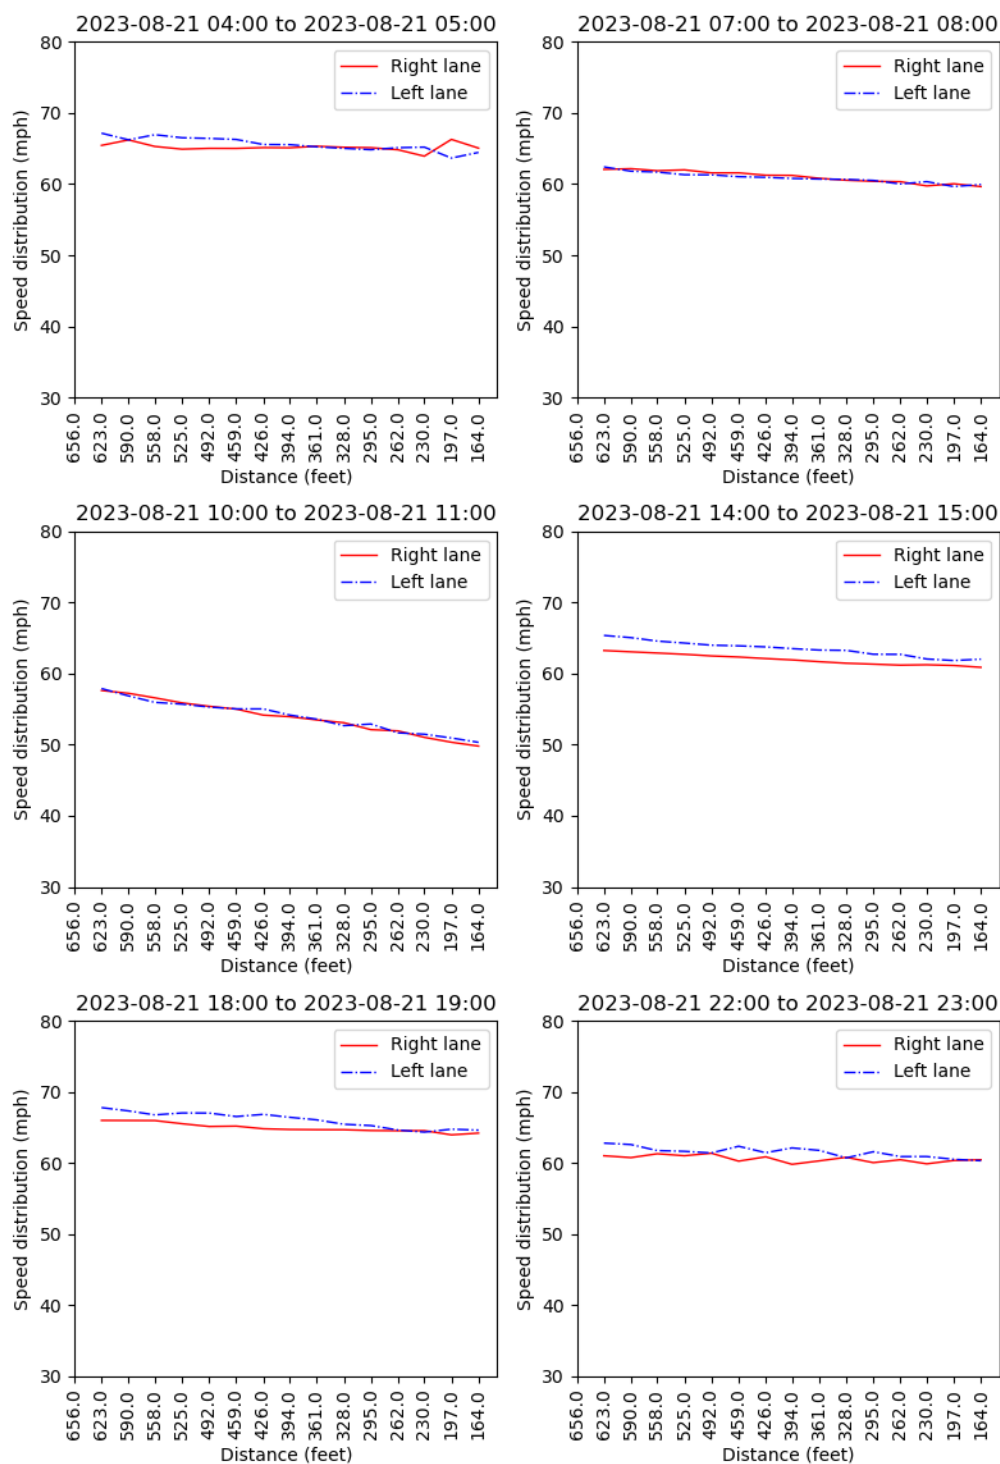 2023-08-21 04:00 to 2023-08-21 05:00
80
70
60
50
40
30
Speed distribution (mph)
Right lane
Left lane
656.0 623.0 590.0 558.0 525.0 492.0 459.0 426.0 394.0 361.0 328.0 295.0 262.0 230.0 197.0 164.0
Distance (feet)
2023-08-21 07:00 to 2023-08-21 08:00
80
70
60
50
40
30
Speed distribution (mph)
Right lane
Left lane
656.0 623.0 590.0 558.0 525.0 492.0 459.0 426.0 394.0 361.0 328.0 295.0 262.0 230.0 197.0 164.0
Distance (feet)
2023-08-21 10:00 to 2023-08-21 11:00
80
70
60
50
40
30
Speed distribution (mph)
Right lane
Left lane
656.0 623.0 590.0 558.0 525.0 492.0 459.0 426.0 394.0 361.0 328.0 295.0 262.0 230.0 197.0 164.0
Distance (feet)
2023-08-21 14:00 to 2023-08-21 15:00
80
70
60
50
40
30
Speed distribution (mph)
Right lane
Left lane
656.0 623.0 590.0 558.0 525.0 492.0 459.0 426.0 394.0 361.0 328.0 295.0 262.0 230.0 197.0 164.0
Distance (feet)
2023-08-21 18:00 to 2023-08-21 19:00
80
70
60
50
40
30
Speed distribution (mph)
Right lane
Left lane
656.0 623.0 590.0 558.0 525.0 492.0 459.0 426.0 394.0 361.0 328.0 295.0 262.0 230.0 197.0 164.0
Distance (feet)
2023-08-21 22:00 to 2023-08-21 23:00
80
70
60
50
40
30
Speed distribution (mph)
Right lane
Left lane
656.0 623.0 590.0 558.0 525.0 492.0 459.0 426.0 394.0 361.0 328.0 295.0 262.0 230.0 197.0 164.0
Distance (feet)